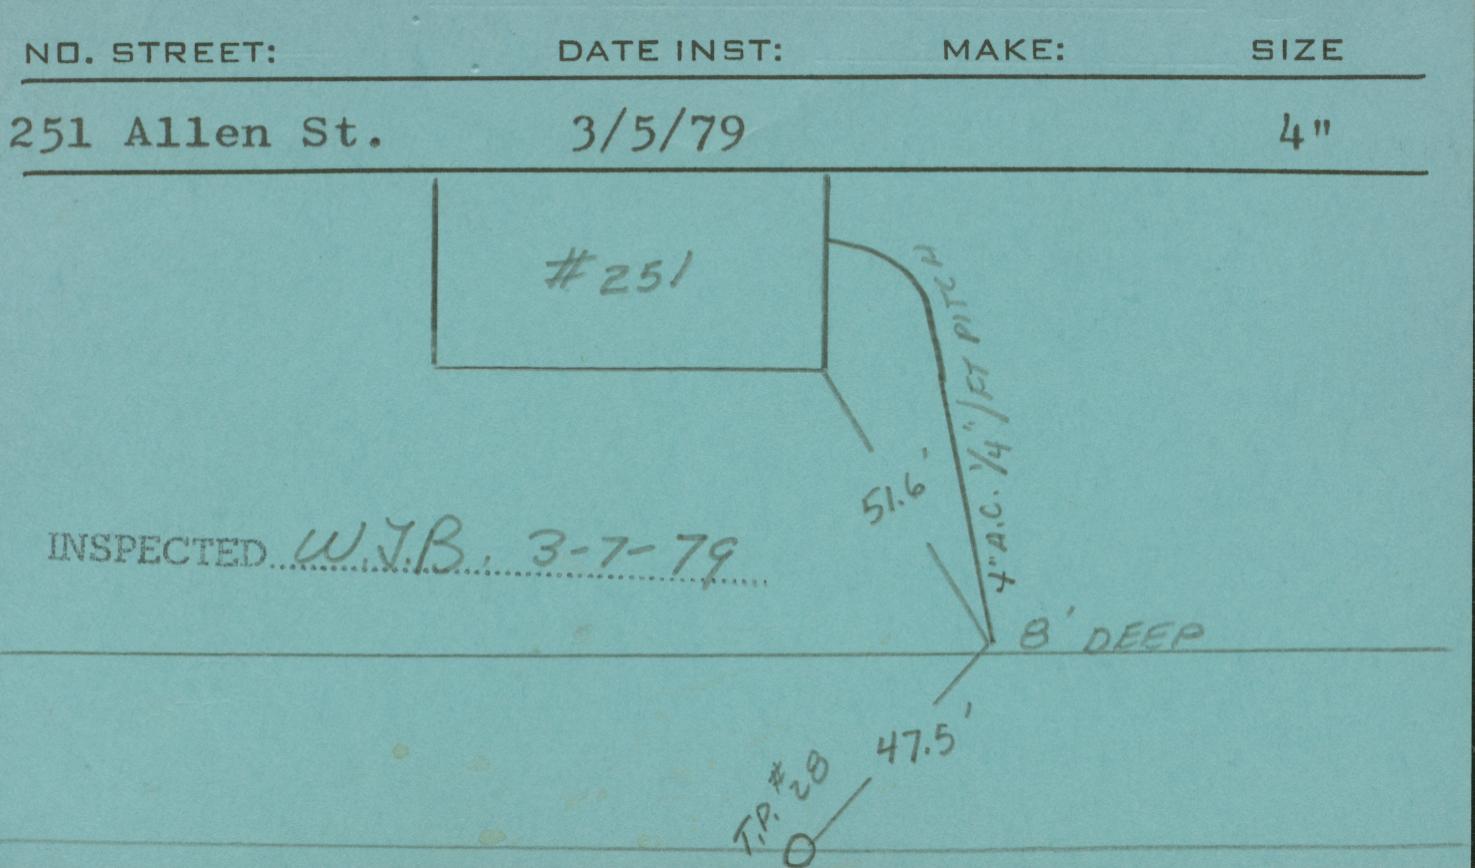 NO. STREET: DATE INST: MAKE: SIZE
251 Allen St. 3/5/79 4"
#251
4" A.C. 1/4"/FT PITCH
51.6'
INSPECTED W.J.B. 3-7-79
8' DEEP
47.5'
T.P. #28